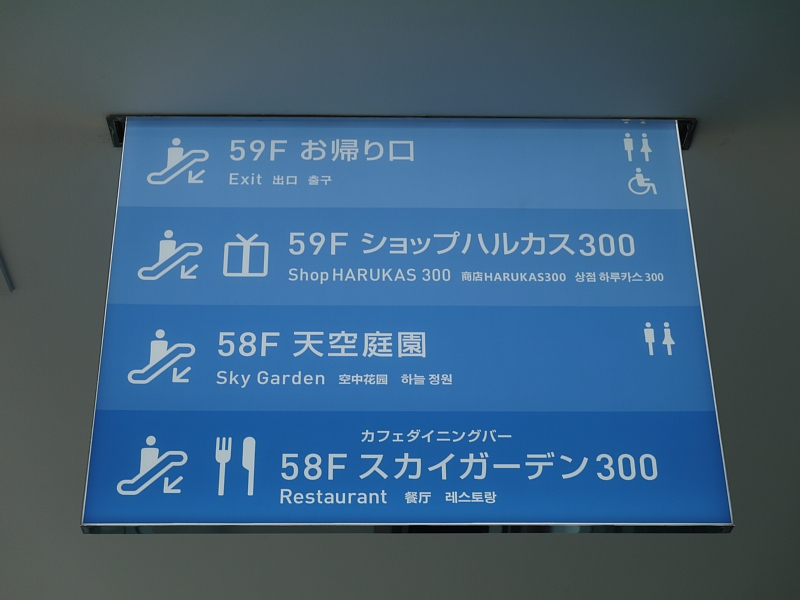 59F お帰り口
Exit 出口 출구
59F ショップハルカス300
Shop HARUKAS 300 商店HARUKAS300 상점 하루카스 300
58F 天空庭園
Sky Garden 空中花园 하늘 정원
カフェダイニングバー
58F スカイガーデン300
Restaurant 餐厅 레스토랑